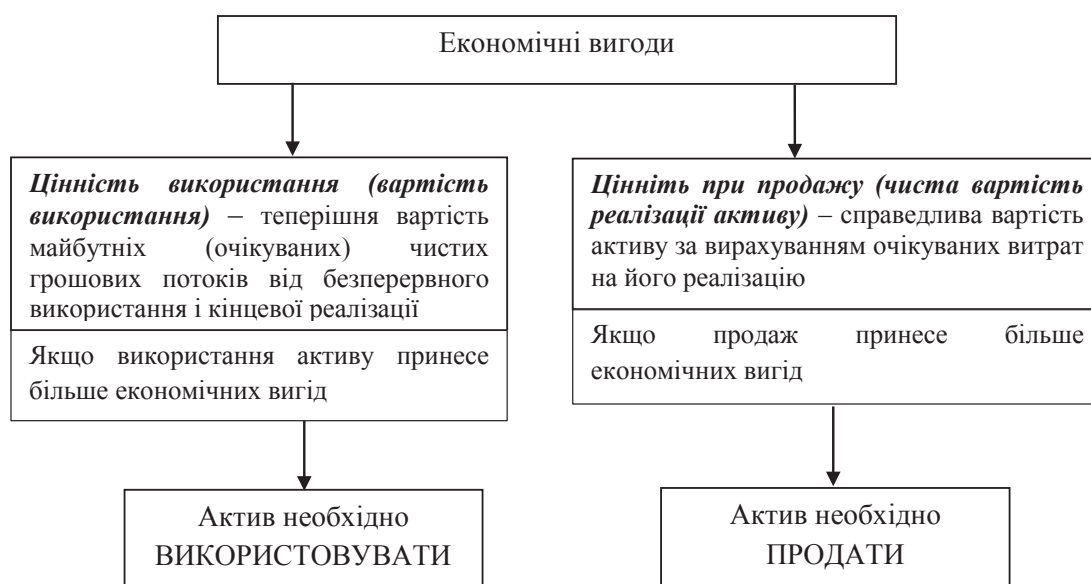 Економічні вигоди
Цінність використання (вартість
використання) – теперішня вартість
майбутніх (очікуваних) чистих
грошових потоків від безперервного
використання і кінцевої реалізації
Якщо використання активу принесе
більше економічних вигід
Актив необхідно
ВИКОРИСТОВУВАТИ
Цінніть при продажу (чиста вартість
реалізації активу) – справедлива вартість
активу за вирахуванням очікуваних витрат
на його реалізацію
Якщо продаж принесе більше
економічних вигід
Актив необхідно
ПРОДАТИ